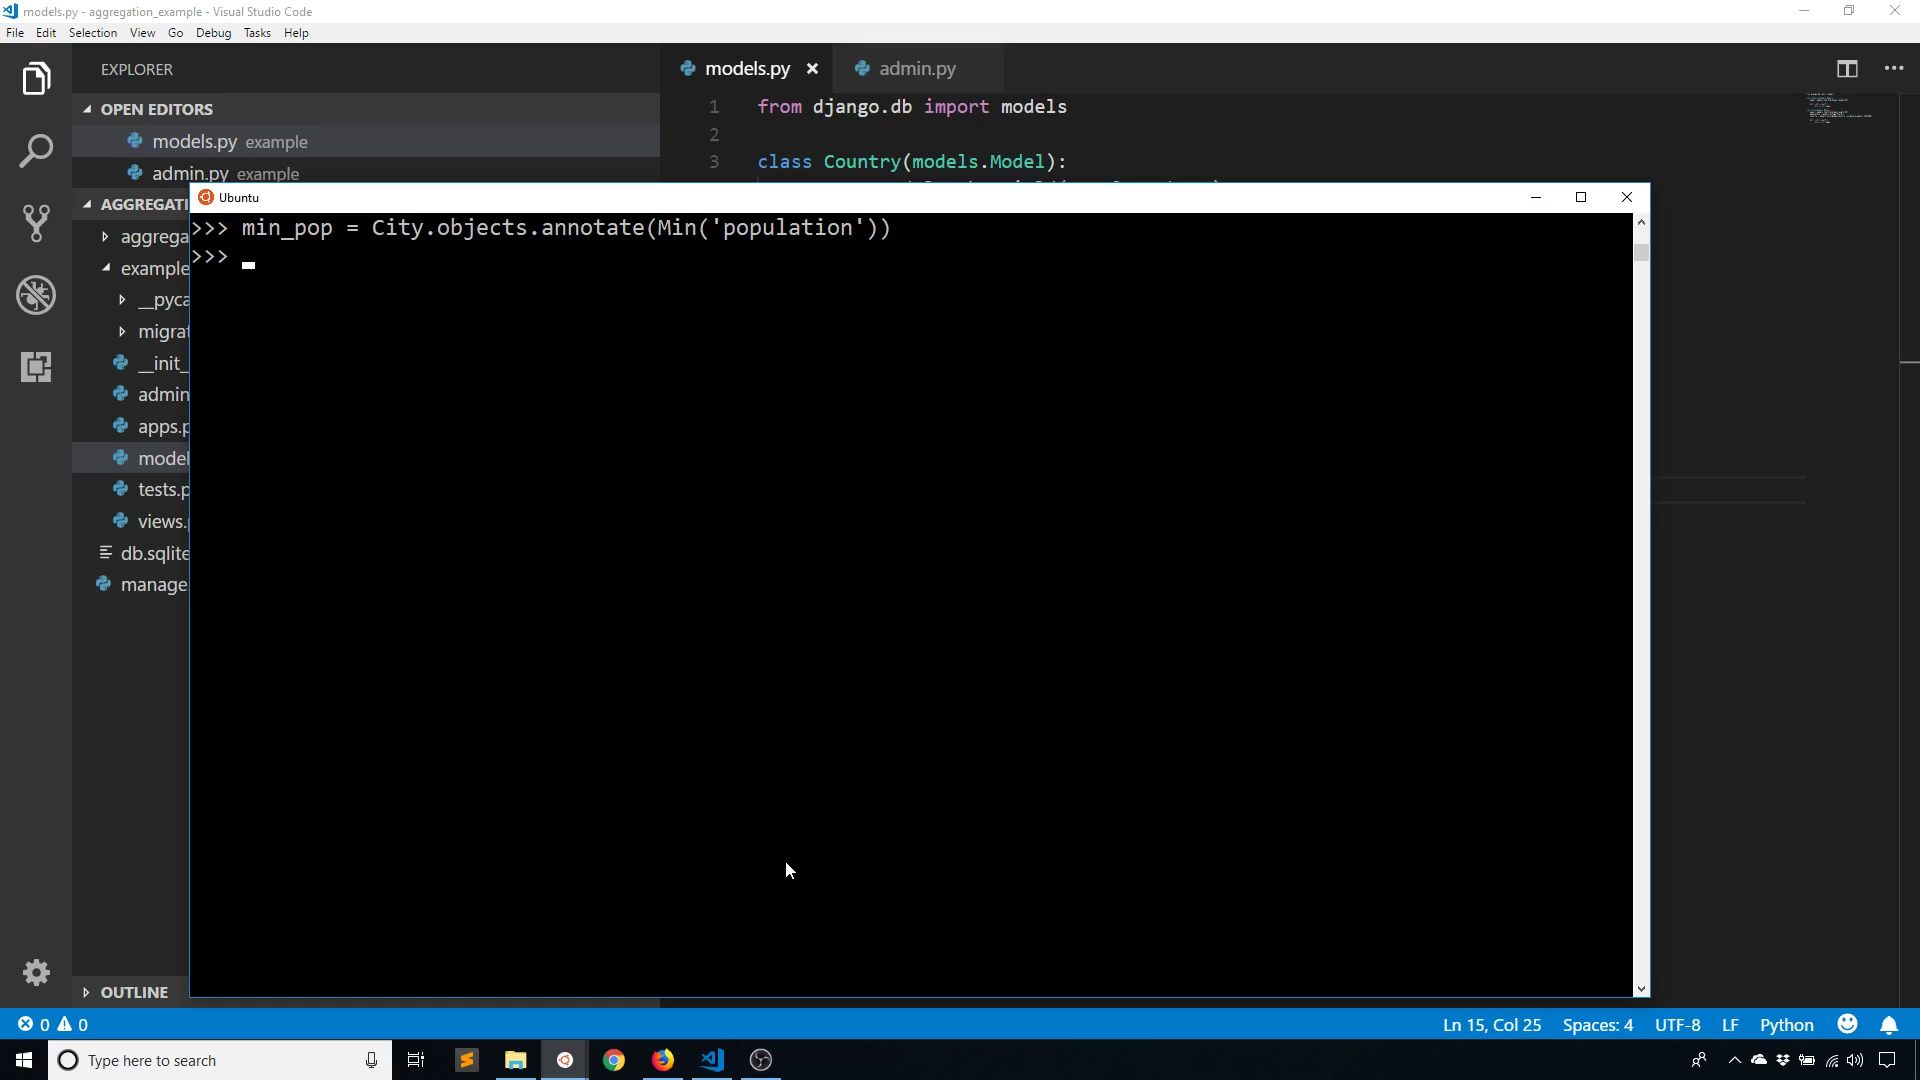 models.py - aggregation_example - Visual Studio Code
File Edit Selection View Go Debug Tasks Help
EXPLORER
models.py
admin.py
OPEN EDITORS
models.py example
admin.py example
1 from django.db import models
2
3 class Country(models.Model):
AGGREGATI
aggrega
example
__pyca
migrat
__init_
admin
apps.p
model
tests.p
views.
db.sqlite
manage
OUTLINE
Ubuntu
>>> min_pop = City.objects.annotate(Min('population'))
>>>
0 0
Ln 15, Col 25 Spaces: 4 UTF-8 LF Python
Type here to search